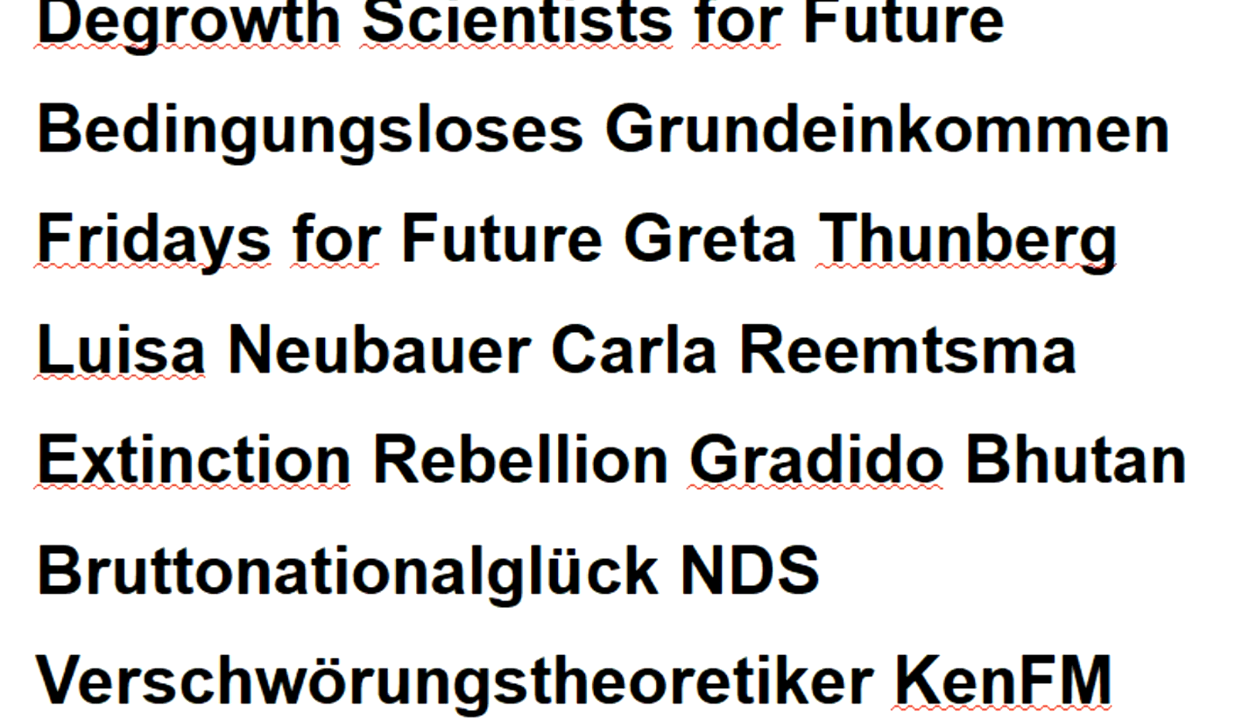 Degrowth Scientists for Future
Bedingungsloses Grundeinkommen
Fridays for Future Greta Thunberg
Luisa Neubauer Carla Reemtsma
Extinction Rebellion Gradido Bhutan
Bruttonationalglück NDS
Verschwörungstheoretiker KenFM